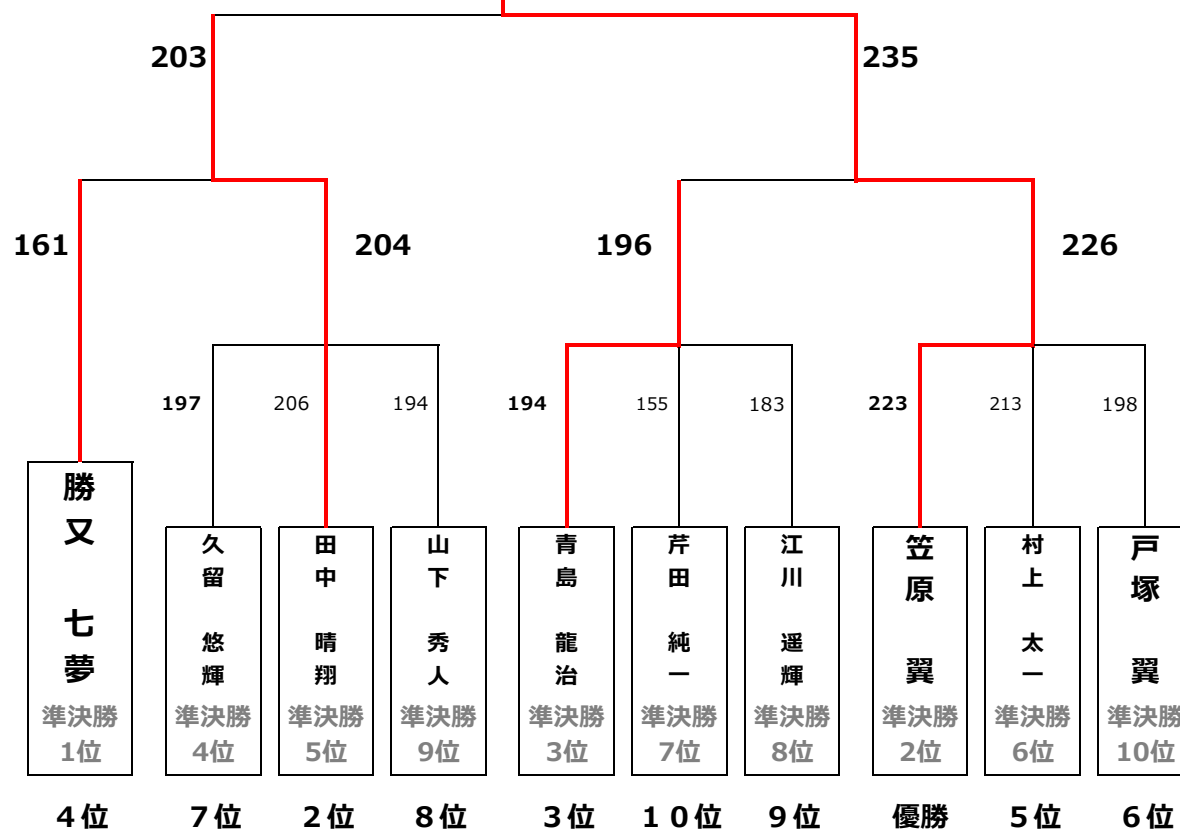 203 235
161 204 196 226
197 206 194 194 155 183 223 213 198
勝又 七夢
準決勝
1位
久留 悠輝
準決勝
4位
田中 晴翔
準決勝
5位
山下 秀人
準決勝
9位
青島 龍治
準決勝
3位
芹田 純一
準決勝
7位
江川 遥輝
準決勝
8位
笠原 翼
準決勝
2位
村上 太一
準決勝
6位
戸塚 翼
準決勝
10位
4位 7位 2位 8位 3位 10位 9位 優勝 5位 6位